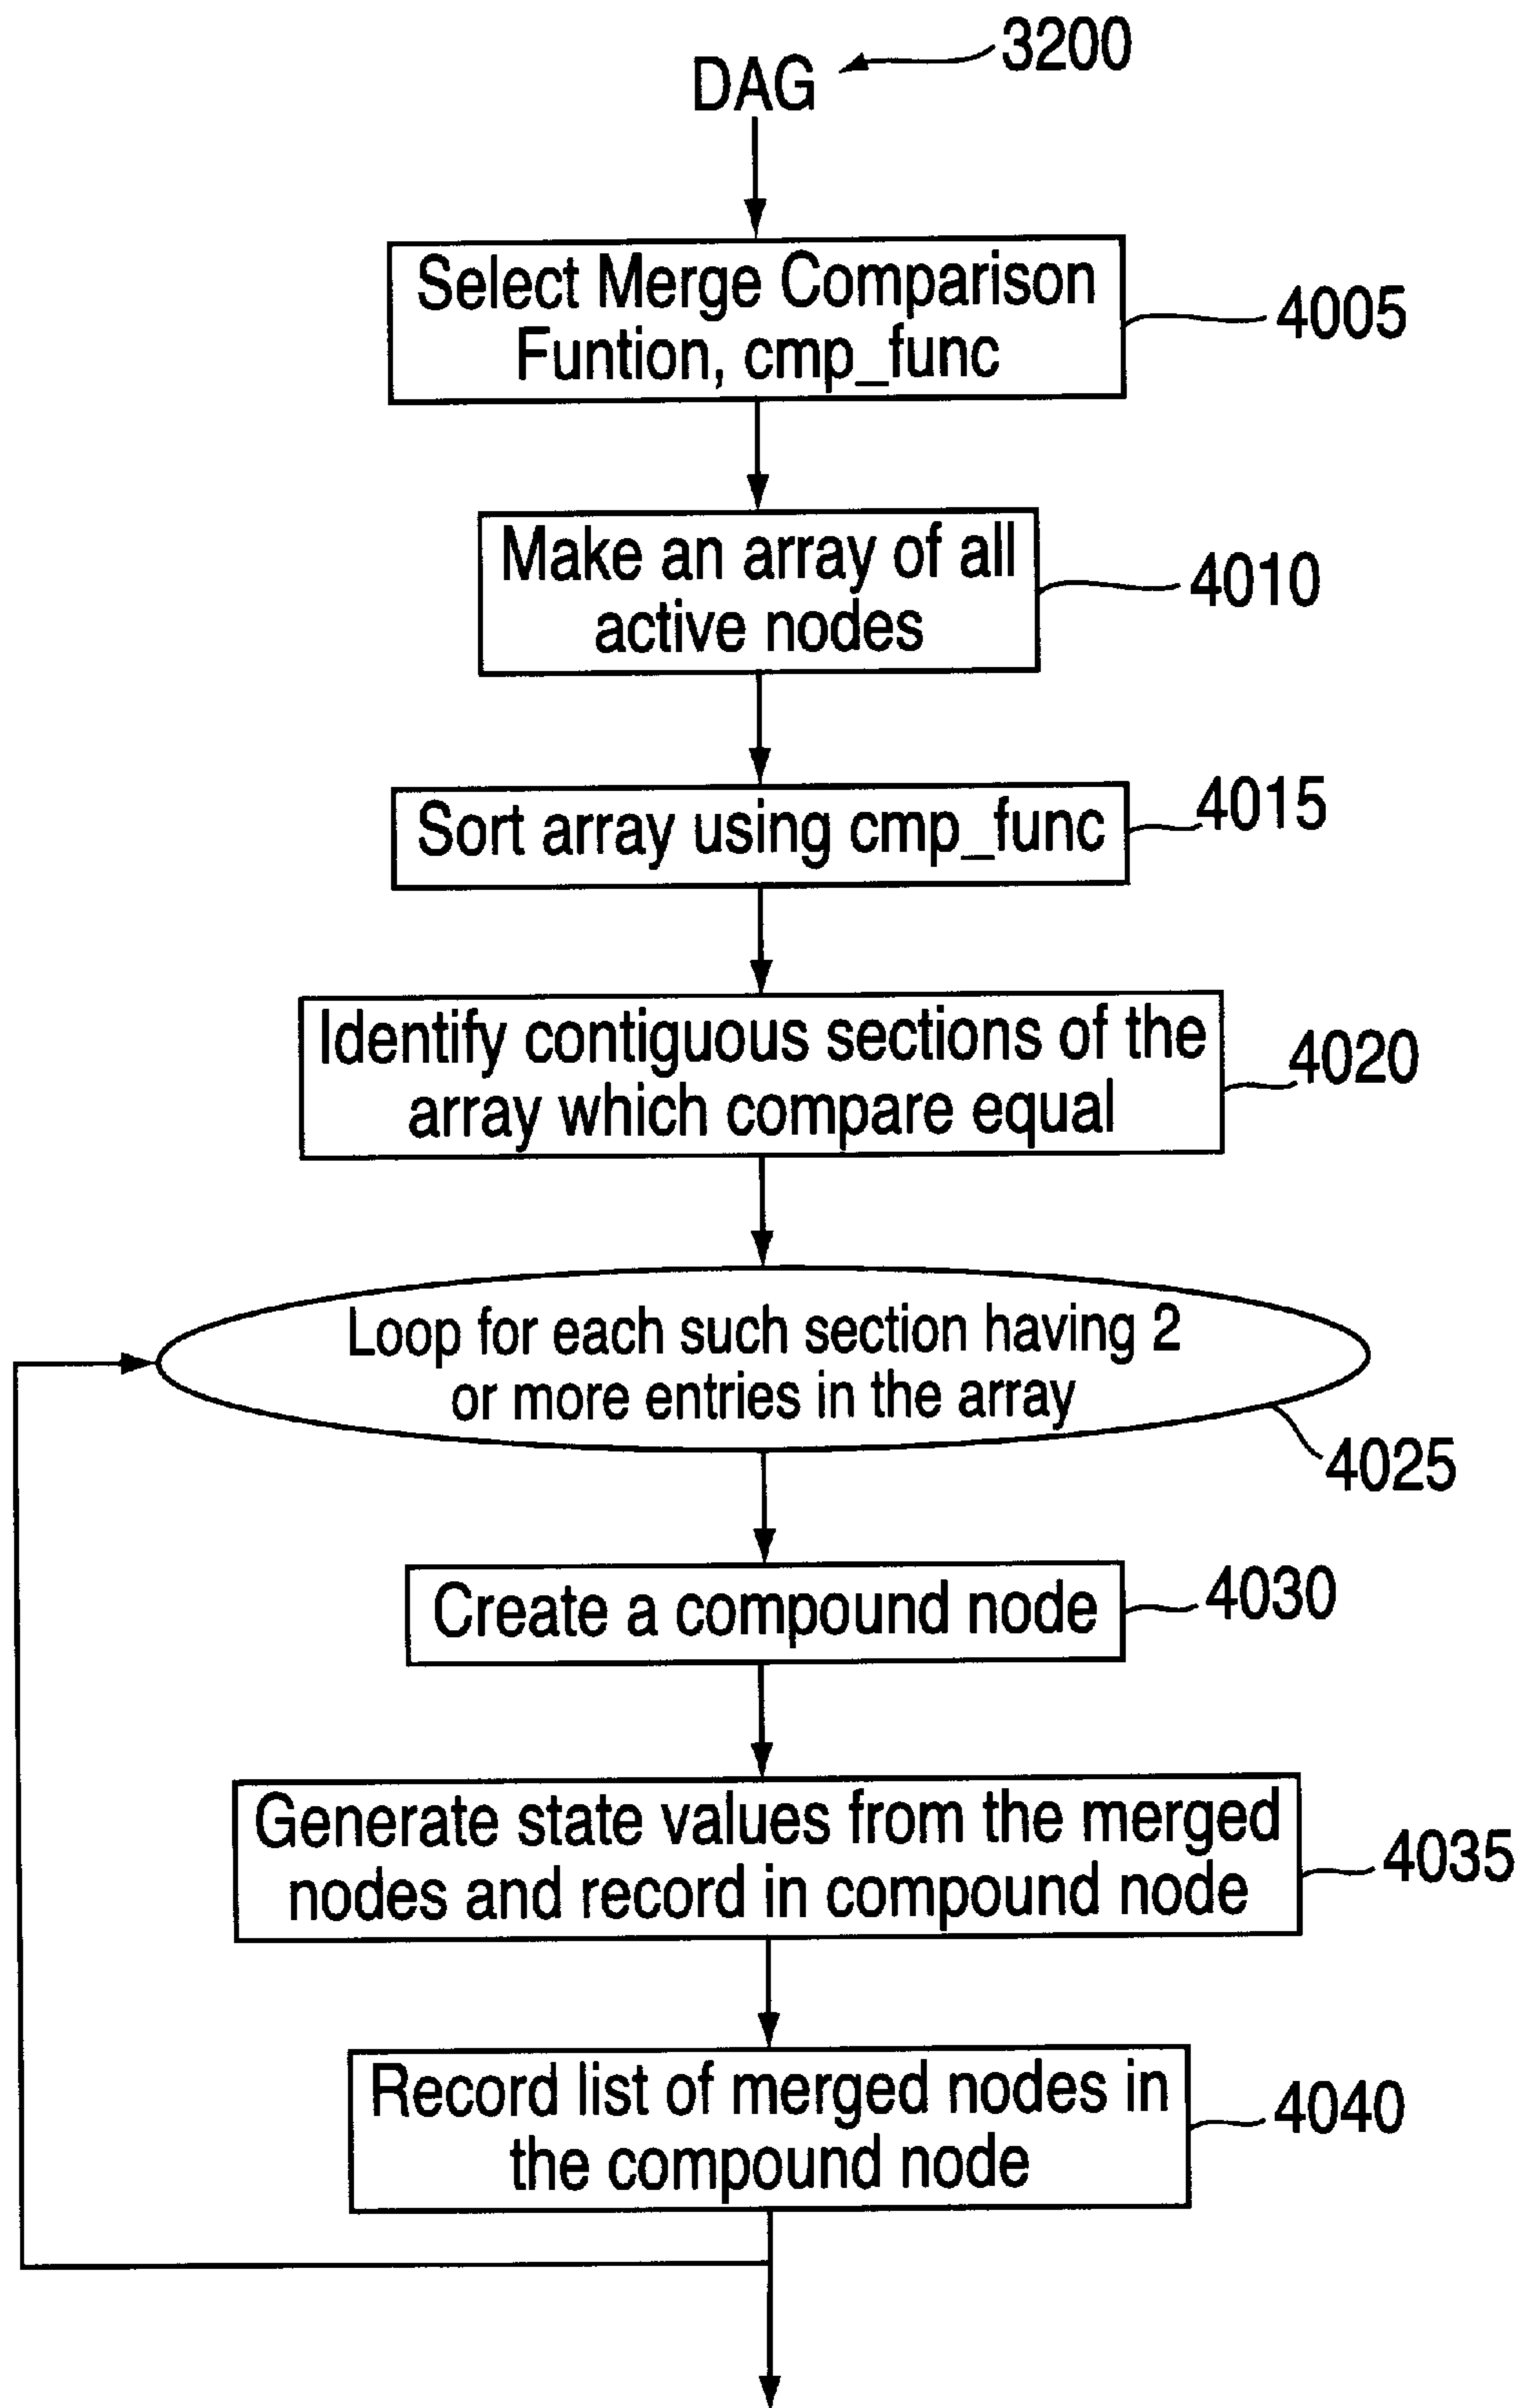 3200
DAG
Select Merge Comparison
Funtion, cmp_func
4005
Make an array of all
active nodes
4010
Sort array using cmp_func
4015
Identify contiguous sections of the
array which compare equal
4020
Loop for each such section having 2
or more entries in the array
4025
Create a compound node
4030
Generate state values from the merged
nodes and record in compound node
4035
Record list of merged nodes in
the compound node
4040